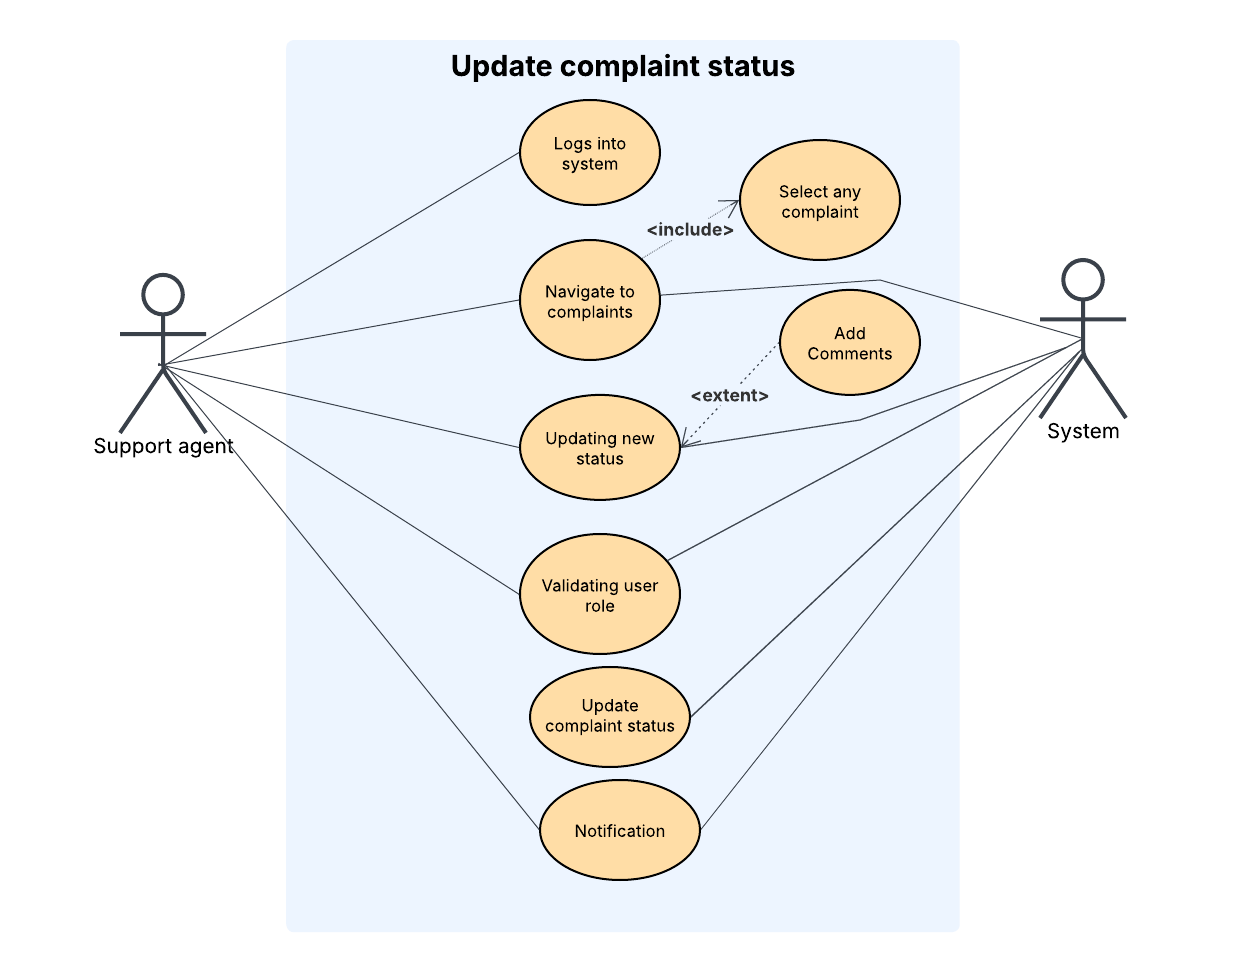 Update complaint status
Logs into
system
Select any
complaint
<include>
Navigate to
complaints
Add
Comments
<extent>
Updating new
status
Support agent
System
Validating user
role
Update
complaint status
Notification